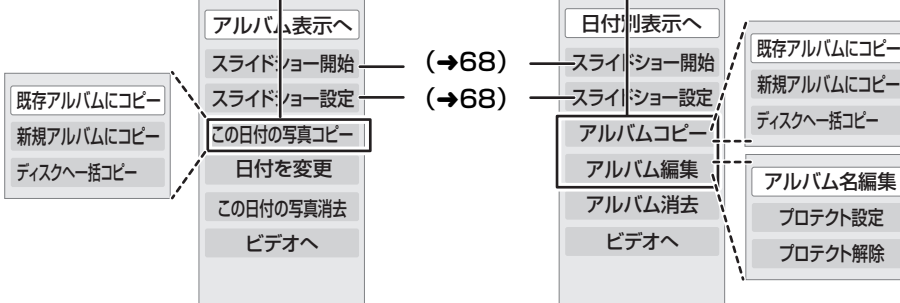 既存アルバムにコピー
新規アルバムにコピー
ディスクへ一括コピー
アルバム表示へ
スライドショー開始
スライドショー設定
この日付の写真コピー
日付を変更
この日付の写真消去
ビデオへ
(➔68)
(➔68)
日付別表示へ
スライドショー開始
スライドショー設定
アルバムコピー
アルバム編集
アルバム消去
ビデオへ
既存アルバムにコピー
新規アルバムにコピー
ディスクへ一括コピー
アルバム名編集
プロテクト設定
プロテクト解除